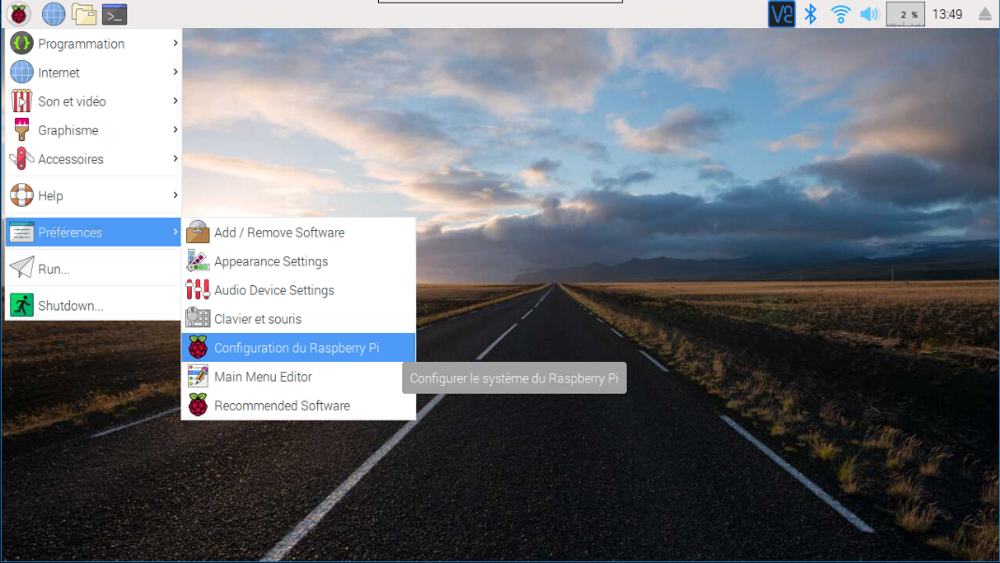 2 %
13:49
Programmation
Internet
Son et vidéo
Graphisme
Accessoires
Help
Préférences
Run...
Shutdown...
Add / Remove Software
Appearance Settings
Audio Device Settings
Clavier et souris
Configuration du Raspberry Pi
Main Menu Editor
Recommended Software
Configurer le système du Raspberry Pi